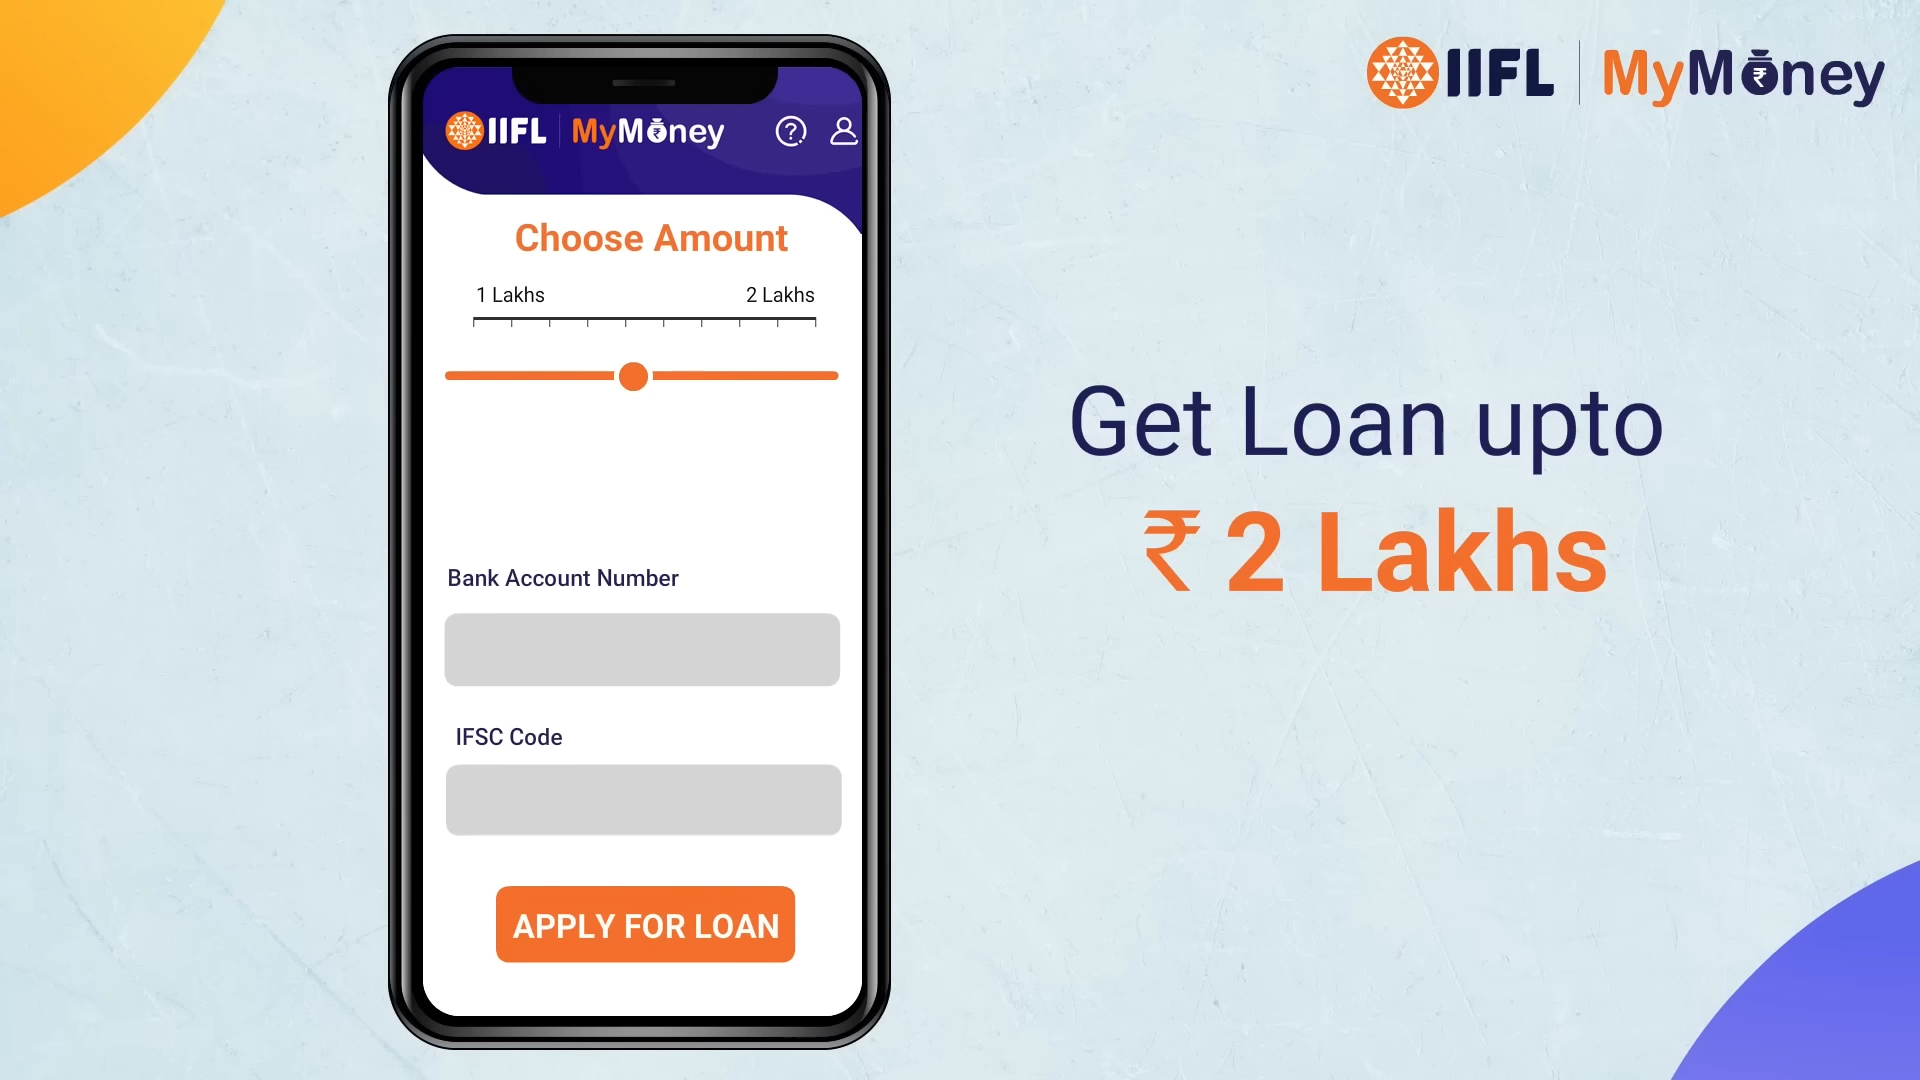 IIFL MyMoney
IIFL MyMoney
Choose Amount
1 Lakhs 2 Lakhs
Bank Account Number
IFSC Code
APPLY FOR LOAN
Get Loan upto
₹ 2 Lakhs